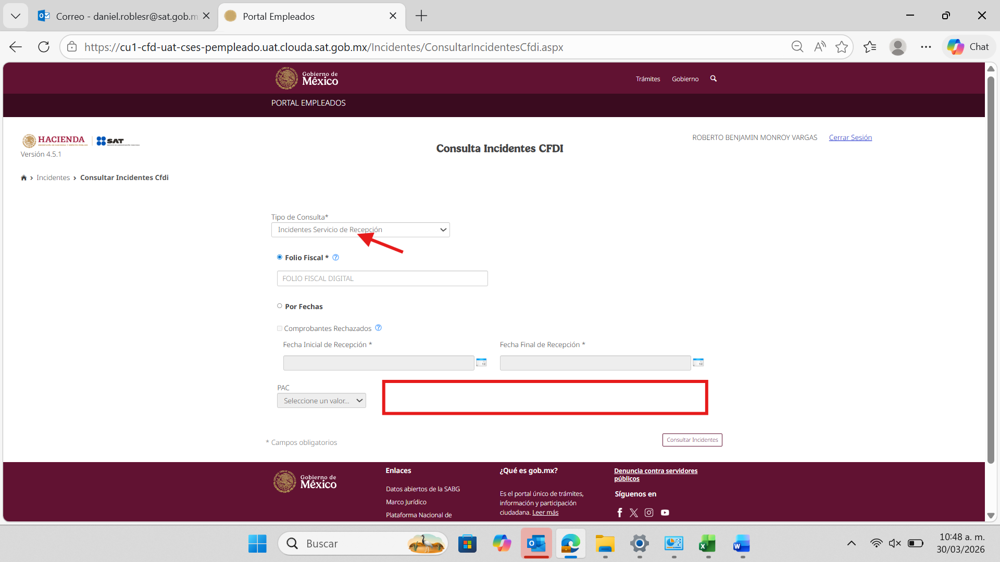 Correo - daniel.roblesr@sat.gob.m
Portal Empleados
https://cu1-cfd-uat-cses-pempleado.uat.clouda.sat.gob.mx/Incidentes/ConsultarIncidentesCfdi.aspx
Chat
Gobierno de
México
Trámites
Gobierno
PORTAL EMPLEADOS
HACIENDA
SAT
Versión 4.5.1
Consulta Incidentes CFDI
ROBERTO BENJAMIN MONROY VARGAS
Cerrar Sesión
Incidentes
Consultar Incidentes Cfdi
Tipo de Consulta*
Incidentes Servicio de Recepción
Folio Fiscal *
FOLIO FISCAL DIGITAL
Por Fechas
Comprobantes Rechazados
Fecha Inicial de Recepción *
Fecha Final de Recepción *
PAC
Seleccione un valor...
* Campos obligatorios
Consultar Incidentes
Gobierno de
México
Enlaces
Datos abiertos de la SABG
Marco Jurídico
Plataforma Nacional de
¿Qué es gob.mx?
Es el portal único de trámites,
información y participación
ciudadana. Leer más
Denuncia contra servidores
públicos
Síguenos en
Buscar
10:48 a. m.
30/03/2026